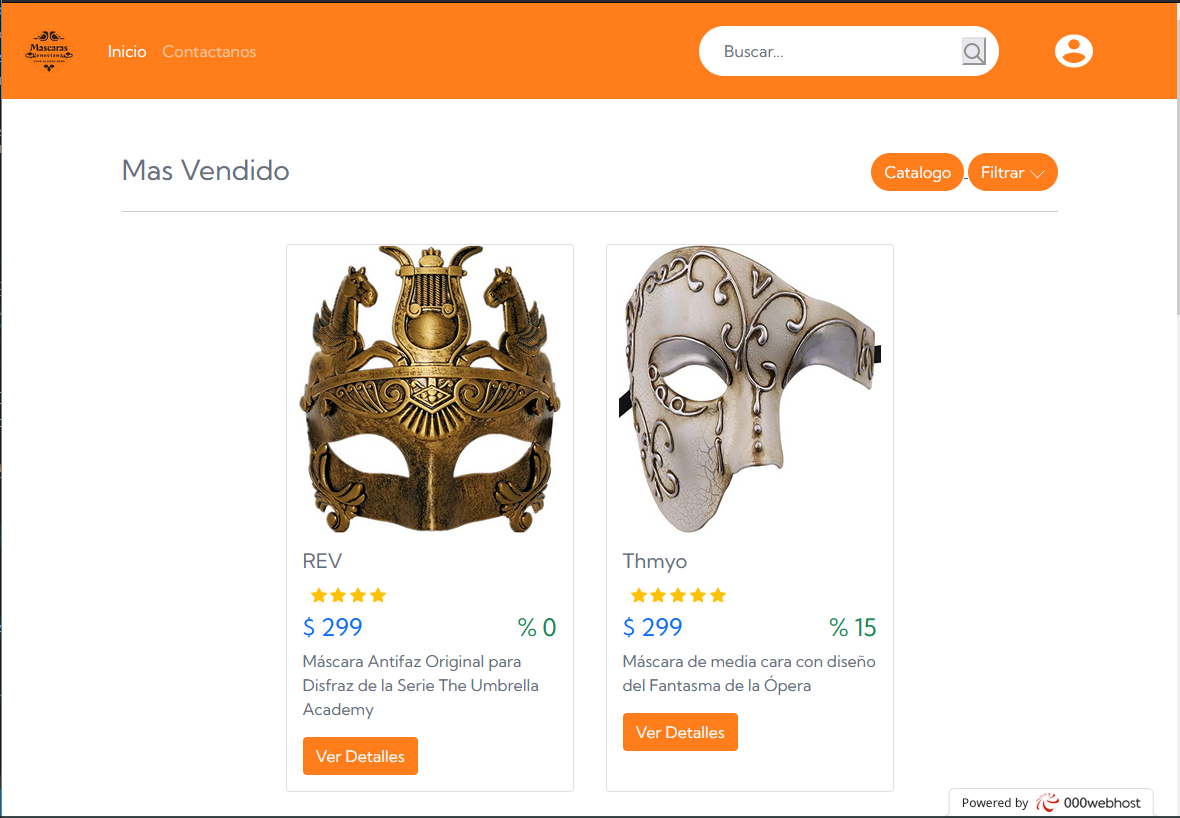 Mascaras
Venecianas
Inicio
Contactanos
Buscar...
Mas Vendido
Catalogo
Filtrar
REV
$ 299
% 0
Máscara Antifaz Original para
Disfraz de la Serie The Umbrella
Academy
Ver Detalles
Thmyo
$ 299
% 15
Máscara de media cara con diseño
del Fantasma de la Ópera
Ver Detalles
Powered by 000webhost